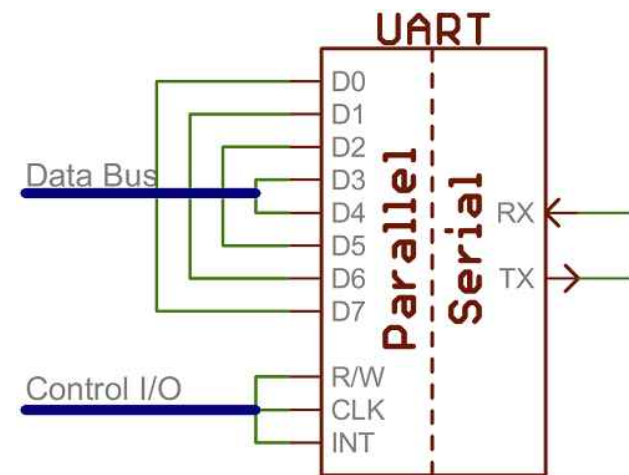 UART
D0
D1
D2
Data Bus
D3
D4
D5
D6
D7
Parallel
Serial
RX
TX
Control I/O
R/W
CLK
INT